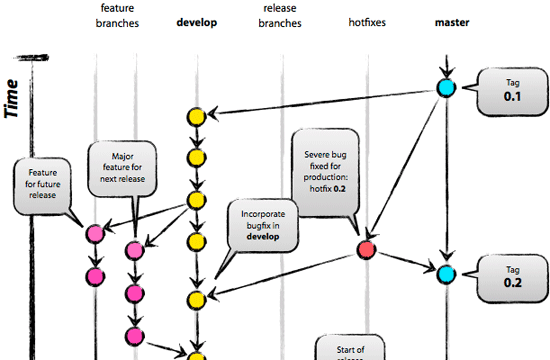 feature
branches
develop
release
branches
hotfixes
master
Time
Tag
0.1
Major
feature for
next release
Feature
for future
release
Severe bug
fixed for
production:
hotfix 0.2
Incorporate
bugfix in
develop
Tag
0.2
Start of